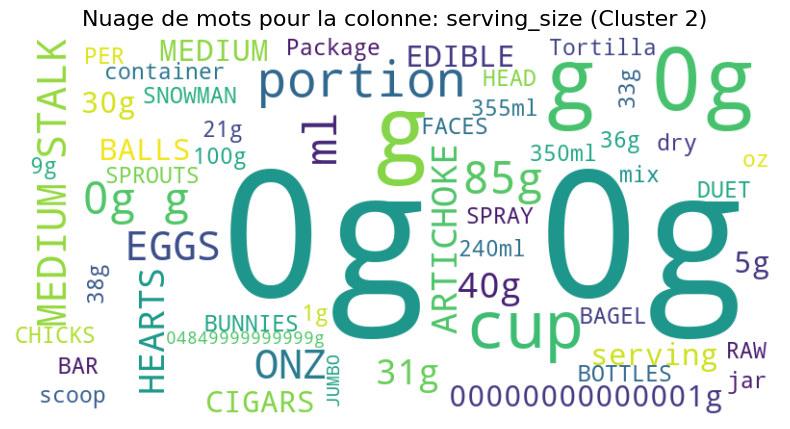 Nuage de mots pour la colonne: serving_size (Cluster 2)
PER
MEDIUM
Package
EDIBLE
Tortilla
container
portion
HEAD
g
0g
30g
SNOWMAN
355ml
33g
MEDIUM STALK
21g
ml
g
FACES
36g
dry
BALLS
100g
350ml
oz
9g
SPROUTS
85g
mix
DUET
0g g
0g
ARTICHOKE
SPRAY
0g
EGGS
240ml
5g
38g
HEARTS
40g
1g
cup
BAGEL
BUNNIES
CHICKS
04849999999999g
serving
RAW
BAR
ONZ
JUMBO
31g
BOTTLES
jar
scoop
CIGARS
00000000000001g